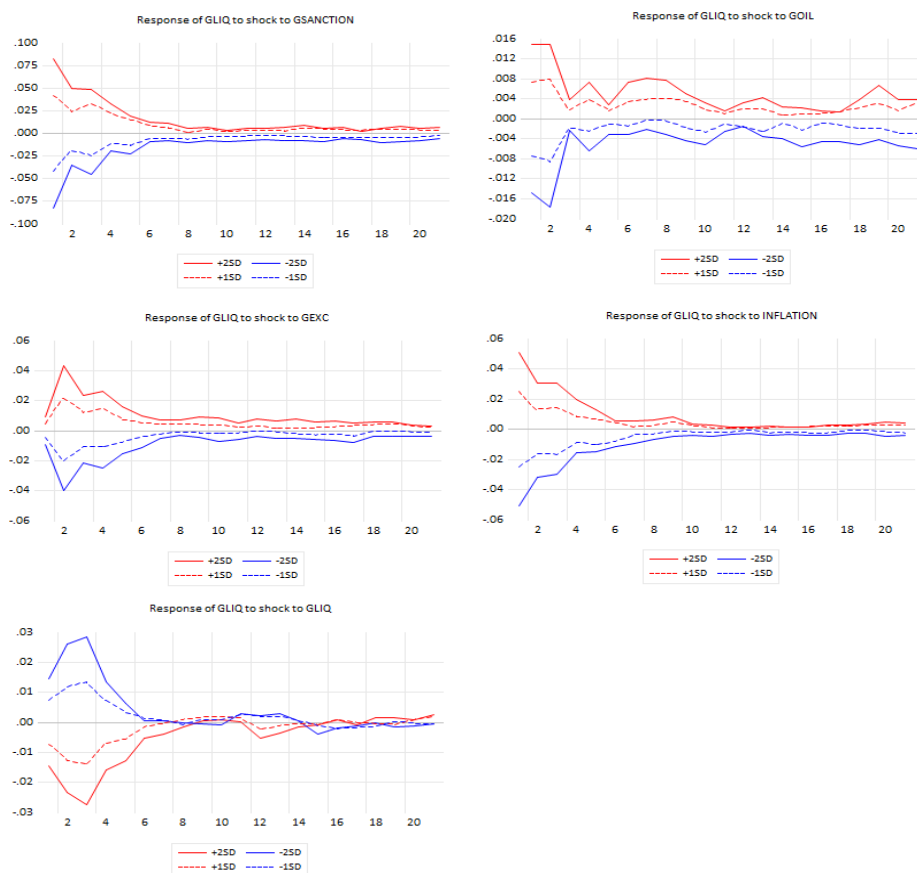 Response of GLIQ to shock to GSANCTION
.100
.075
.050
.025
.000
-.025
-.050
-.075
-.100
2 4 6 8 10 12 14 16 18 20
+2SD -2SD
+1SD -1SD
Response of GLIQ to shock to GOIL
.016
.012
.008
.004
.000
-.004
-.008
-.012
-.016
-.020
2 4 6 8 10 12 14 16 18 20
+2SD -2SD
+1SD -1SD
Response of GLIQ to shock to GEXC
.06
.04
.02
.00
-.02
-.04
-.06
2 4 6 8 10 12 14 16 18 20
+2SD -2SD
+1SD -1SD
Response of GLIQ to shock to INFLATION
.06
.04
.02
.00
-.02
-.04
-.06
2 4 6 8 10 12 14 16 18 20
+2SD -2SD
+1SD -1SD
Response of GLIQ to shock to GLIQ
.03
.02
.01
.00
-.01
-.02
-.03
2 4 6 8 10 12 14 16 18 20
+2SD -2SD
+1SD -1SD